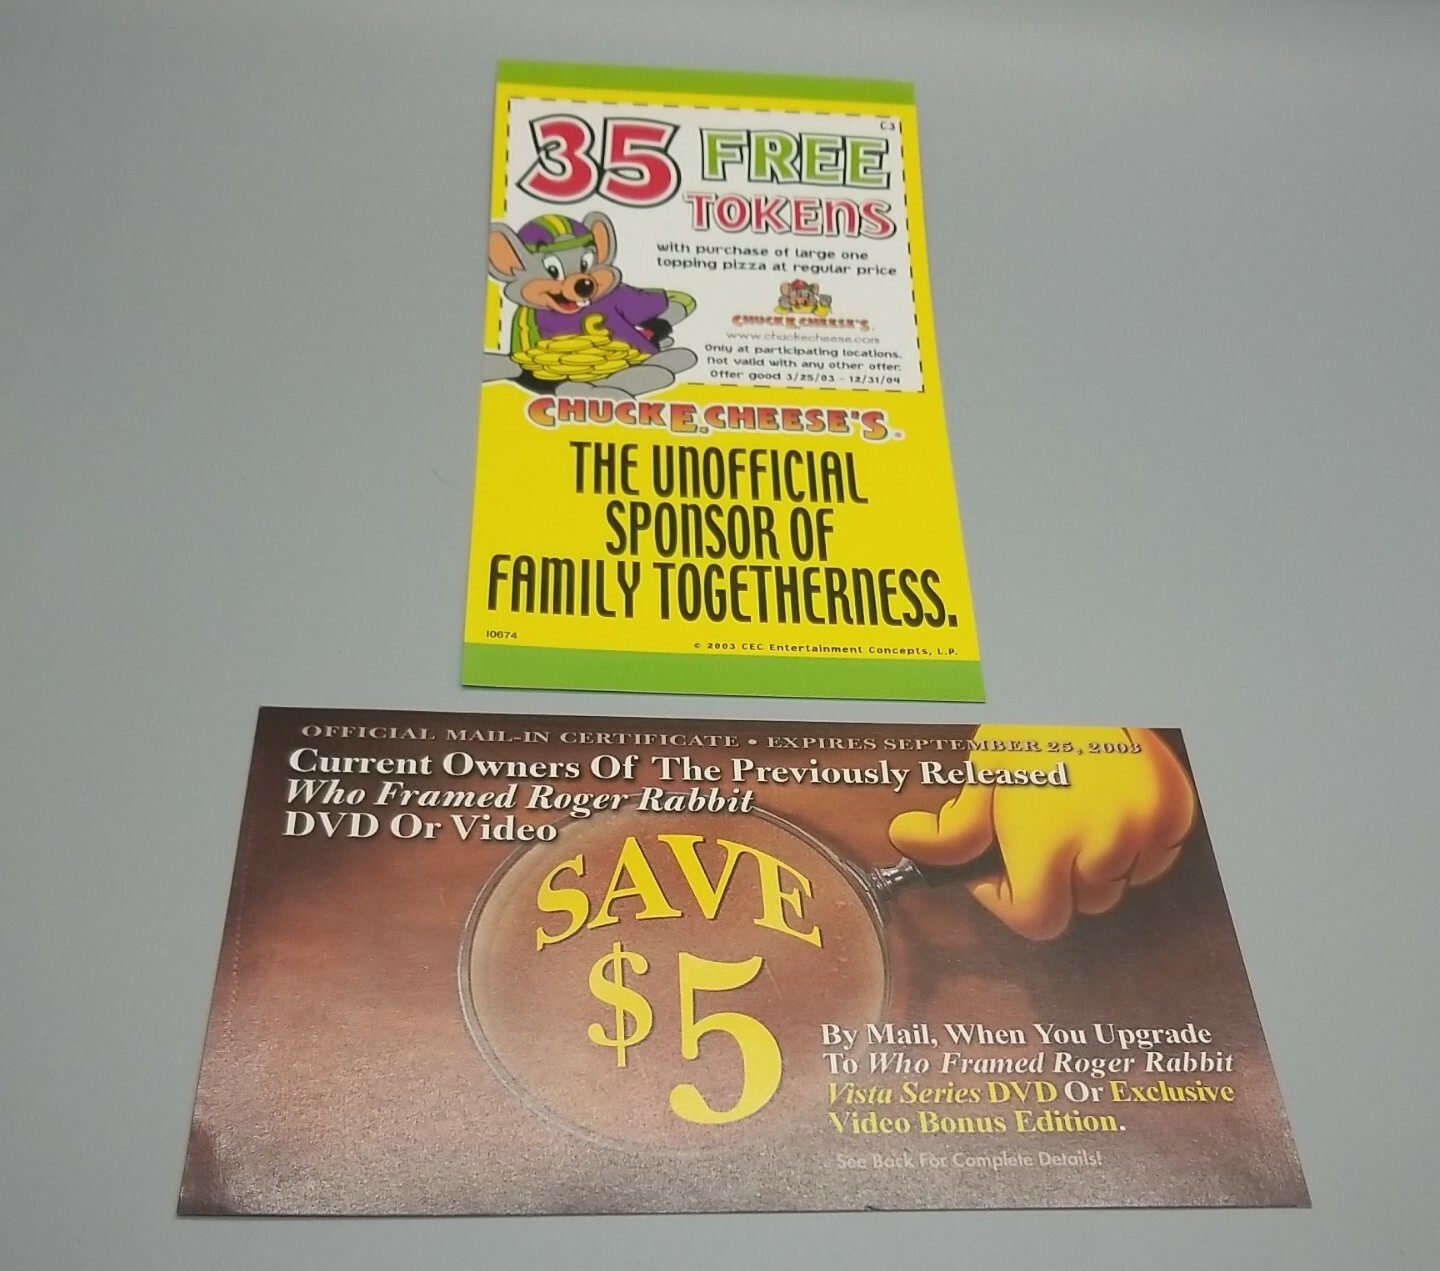 C3
35 FREE
TOKENS
with purchase of large one
topping pizza at regular price
CHUCK E. CHEESE'S.
www.chuckecheese.com
Only at participating locations.
Not valid with any other offer.
Offer good 3/25/03 - 12/31/04
C
CHUCK E. CHEESE'S®
THE UNOFFICIAL
SPONSOR OF
FAMILY TOGETHERNESS.
10674
© 2003 CEC Entertainment Concepts, L.P.
OFFICIAL MAIL-IN CERTIFICATE • EXPIRES SEPTEMBER 25, 2003
Current Owners Of The Previously Released
Who Framed Roger Rabbit
DVD Or Video
SAVE
$5
By Mail, When You Upgrade
To Who Framed Roger Rabbit
Vista Series DVD Or Exclusive
Video Bonus Edition.
See Back For Complete Details!